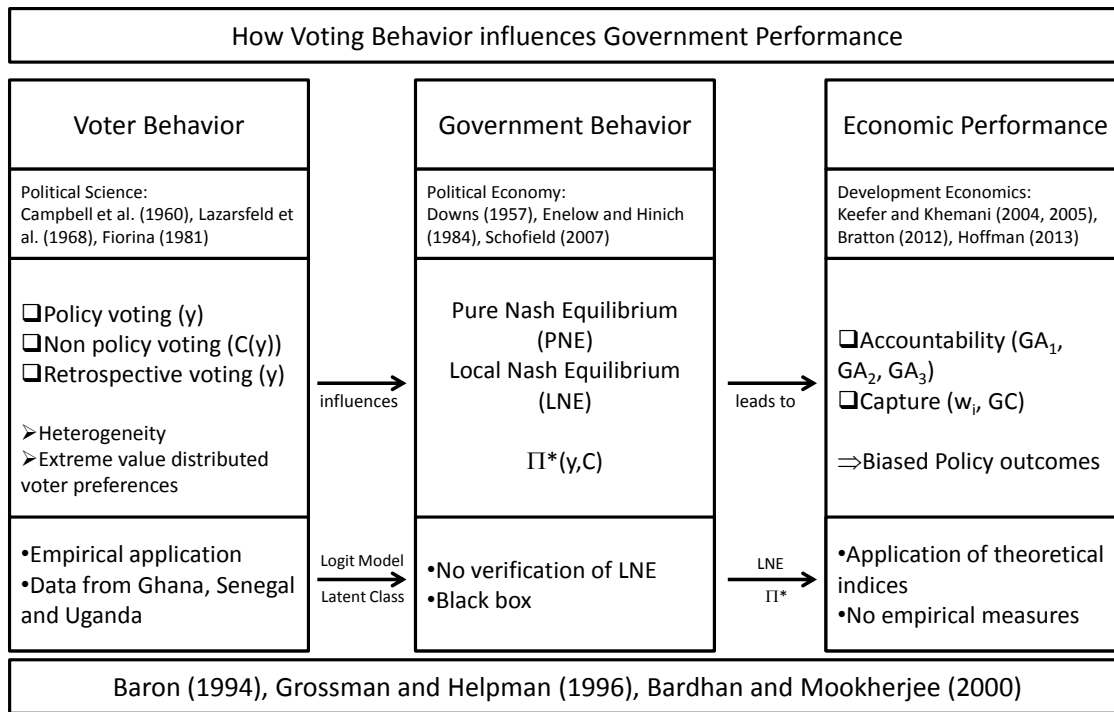 How Voting Behavior influences Government Performance
Voter Behavior
Political Science:
Campbell et al. (1960), Lazarsfeld et
al. (1968), Fiorina (1981)
❑Policy voting (y)
❑Non policy voting (C(y))
❑Retrospective voting (y)
➢Heterogeneity
➢Extreme value distributed
voter preferences
•Empirical application
•Data from Ghana, Senegal
and Uganda
influences
Logit Model
Latent Class
Government Behavior
Political Economy:
Downs (1957), Enelow and Hinich
(1984), Schofield (2007)
Pure Nash Equilibrium
(PNE)
Local Nash Equilibrium
(LNE)
Π*(y,C)
•No verification of LNE
•Black box
leads to
LNE
Π*
Economic Performance
Development Economics:
Keefer and Khemani (2004, 2005),
Bratton (2012), Hoffman (2013)
❑Accountability (GA₁,
GA₂, GA₃)
❑Capture (wᵢ, GC)
⇒Biased Policy outcomes
•Application of theoretical
indices
•No empirical measures
Baron (1994), Grossman and Helpman (1996), Bardhan and Mookherjee (2000)